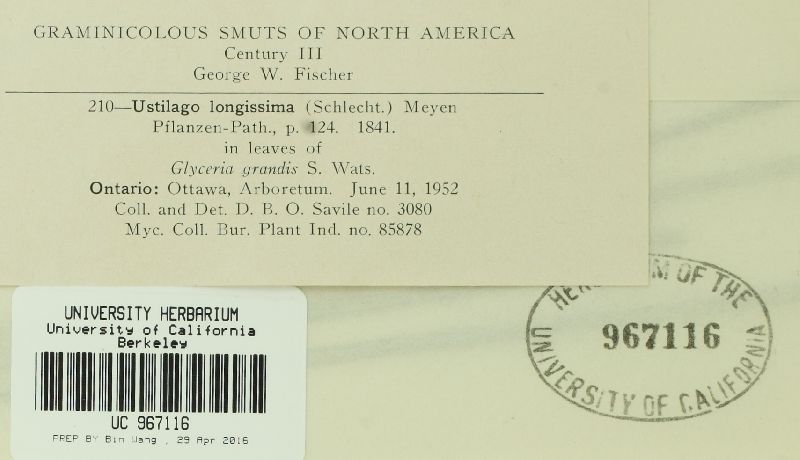 GRAMINICOLOUS SMUTS OF NORTH AMERICA
Century III
George W. Fischer
210—Ustilago longissima (Schlecht.) Meyen
Pflanzen-Path., p. 124. 1841.
in leaves of
Glyceria grandis S. Wats.
Ontario: Ottawa, Arboretum. June 11, 1952
Coll. and Det. D. B. O. Savile no. 3080
Myc. Coll. Bur. Plant Ind. no. 85878
UNIVERSITY HERBARIUM
University of California
Berkeley
UC 967116
PREP BY Bin Wang , 29 Apr 2016
OF THE
967116
UNIVERSITY OF CALIFORNIA